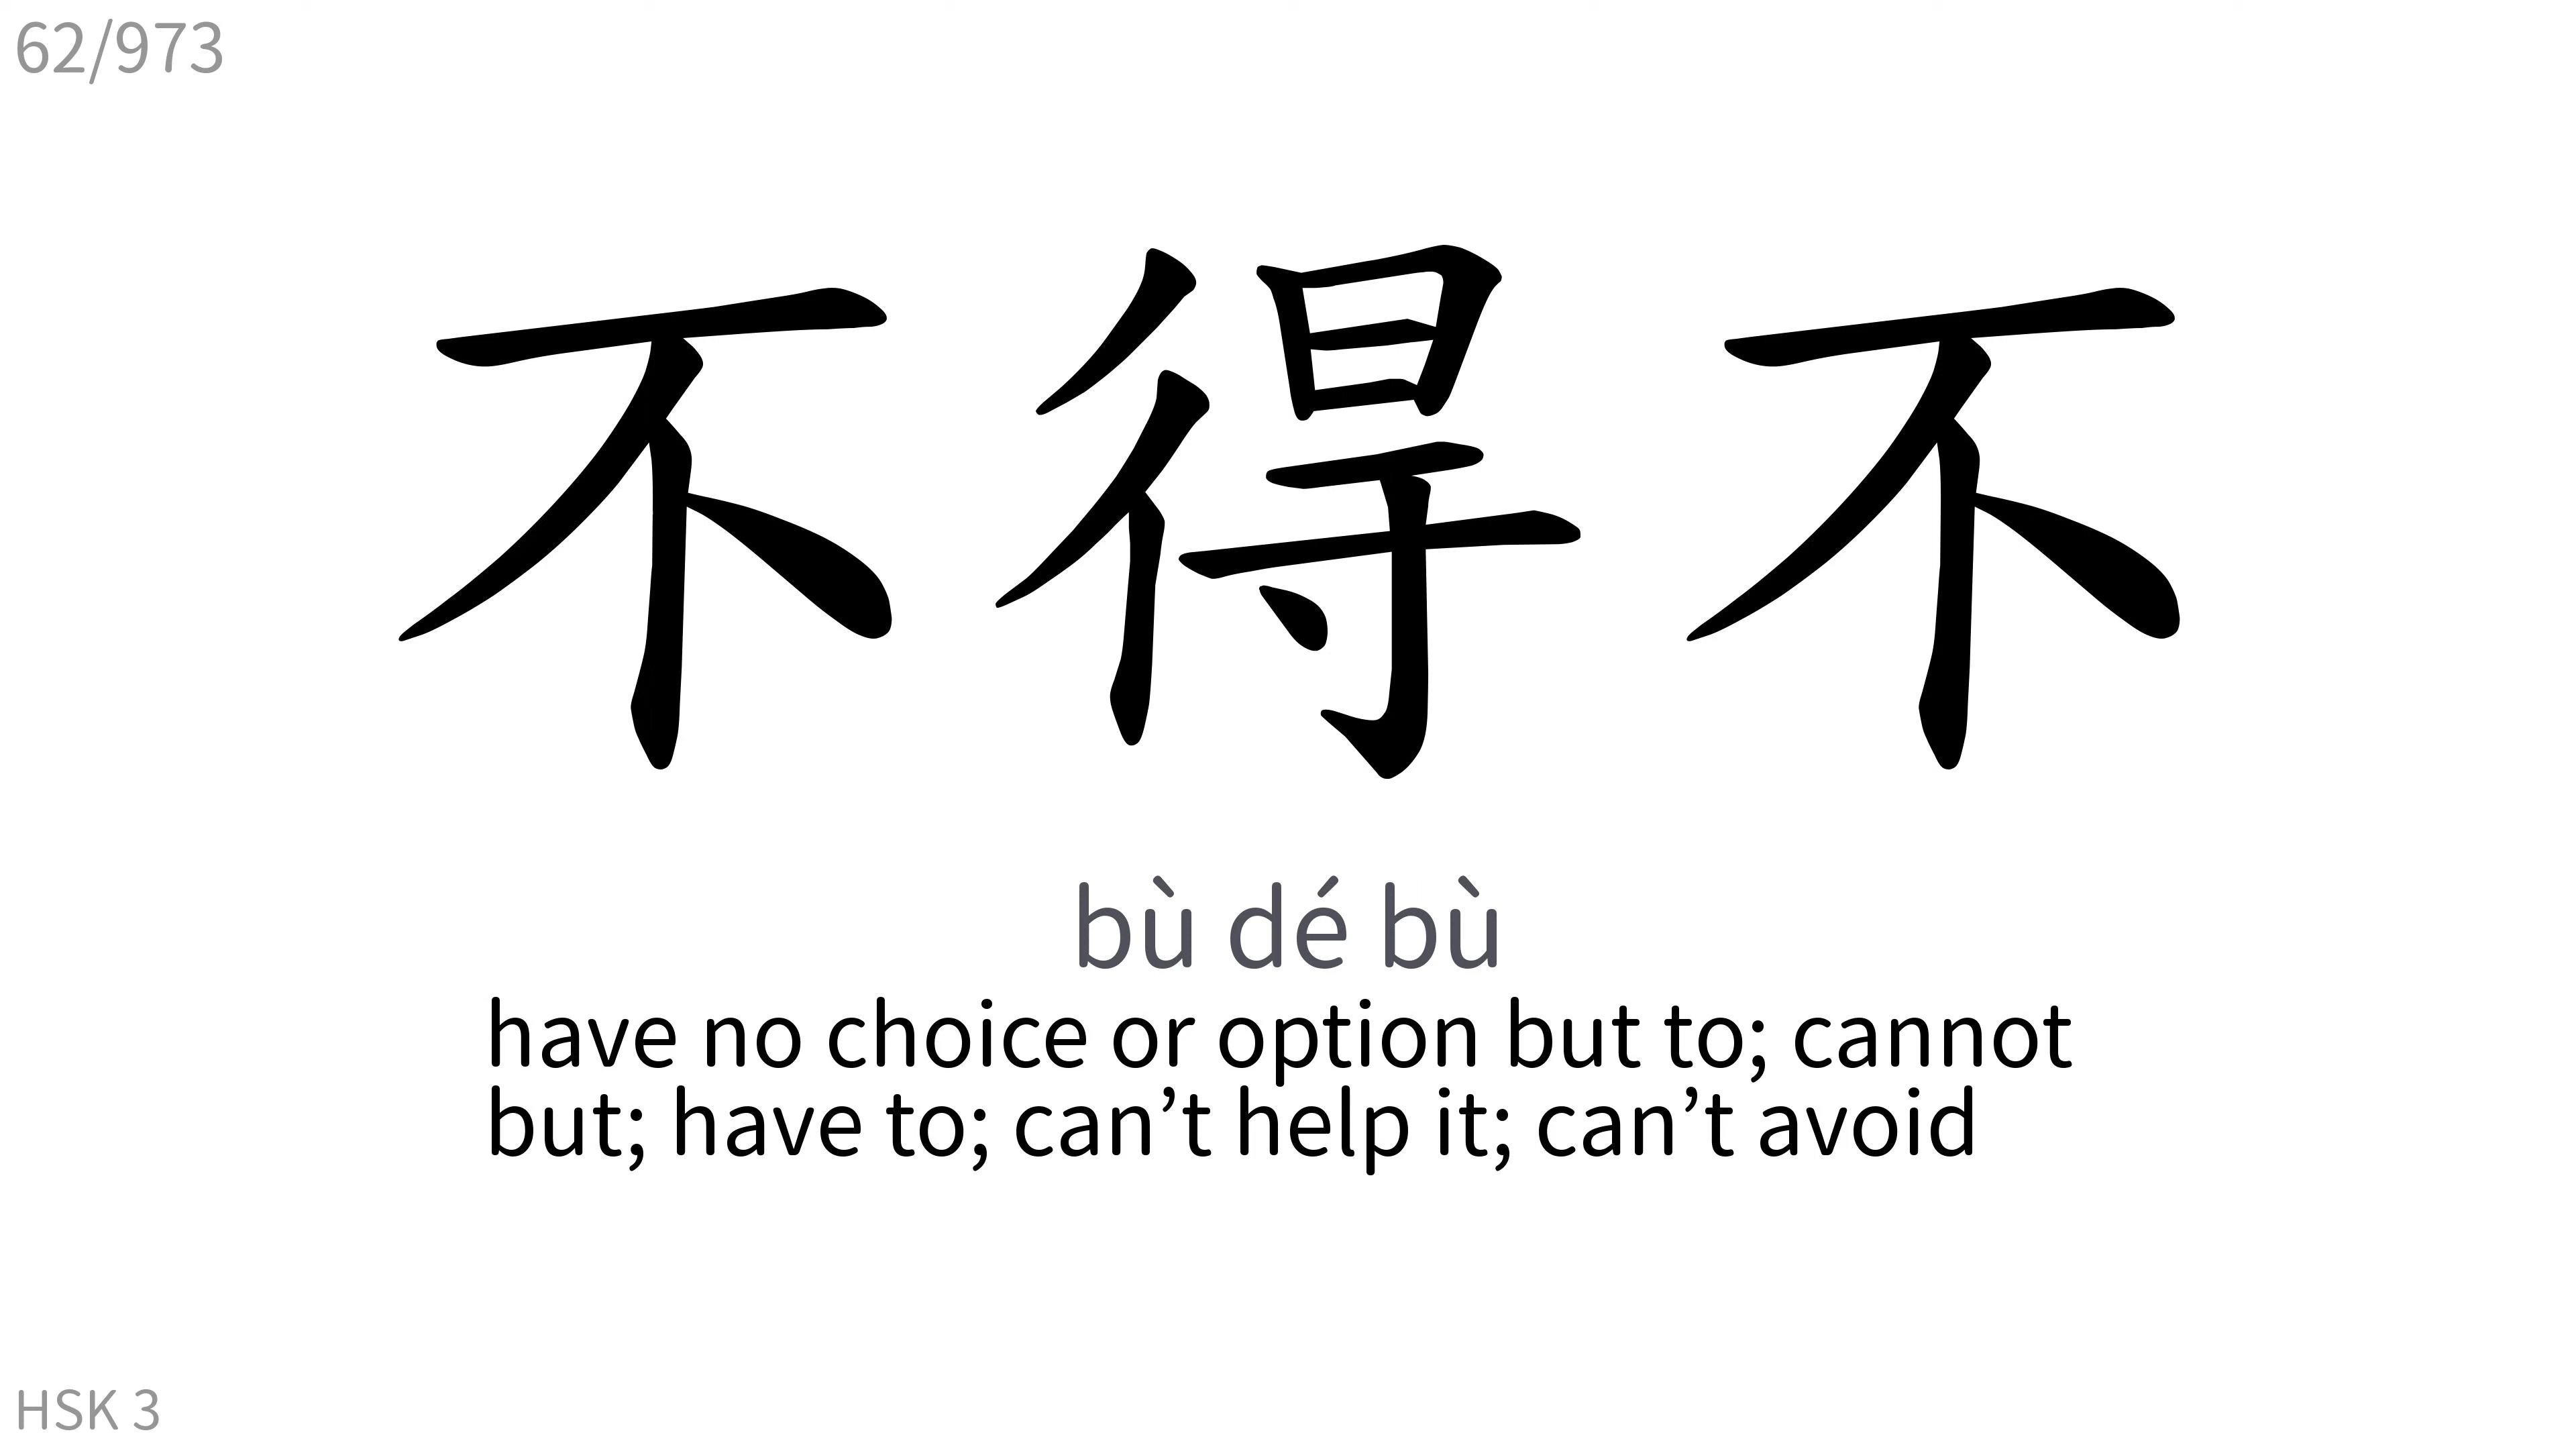 62/973
不得不
bù dé bù
have no choice or option but to; cannot
but; have to; can’t help it; can’t avoid
HSK 3